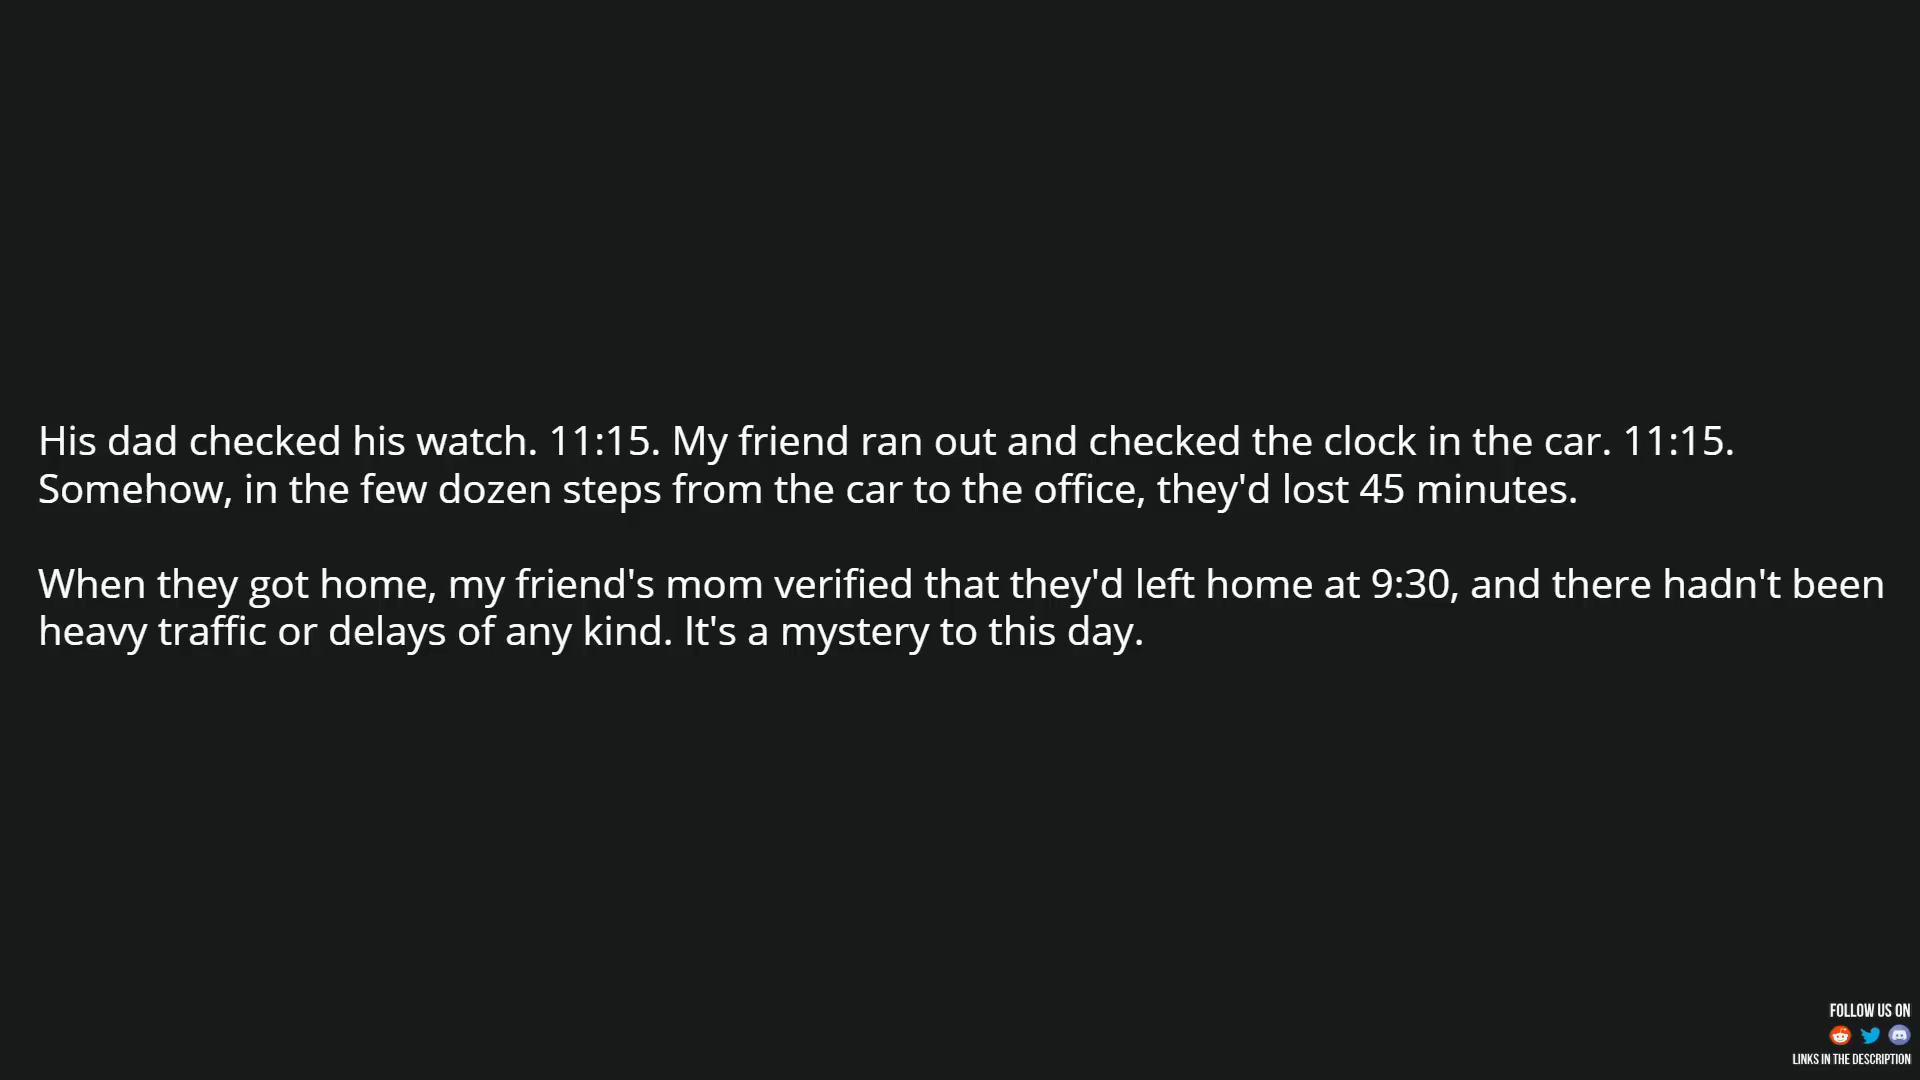 His dad checked his watch. 11:15. My friend ran out and checked the clock in the car. 11:15.
Somehow, in the few dozen steps from the car to the office, they'd lost 45 minutes.
When they got home, my friend's mom verified that they'd left home at 9:30, and there hadn't been
heavy traffic or delays of any kind. It's a mystery to this day.
FOLLOW US ON
LINKS IN THE DESCRIPTION